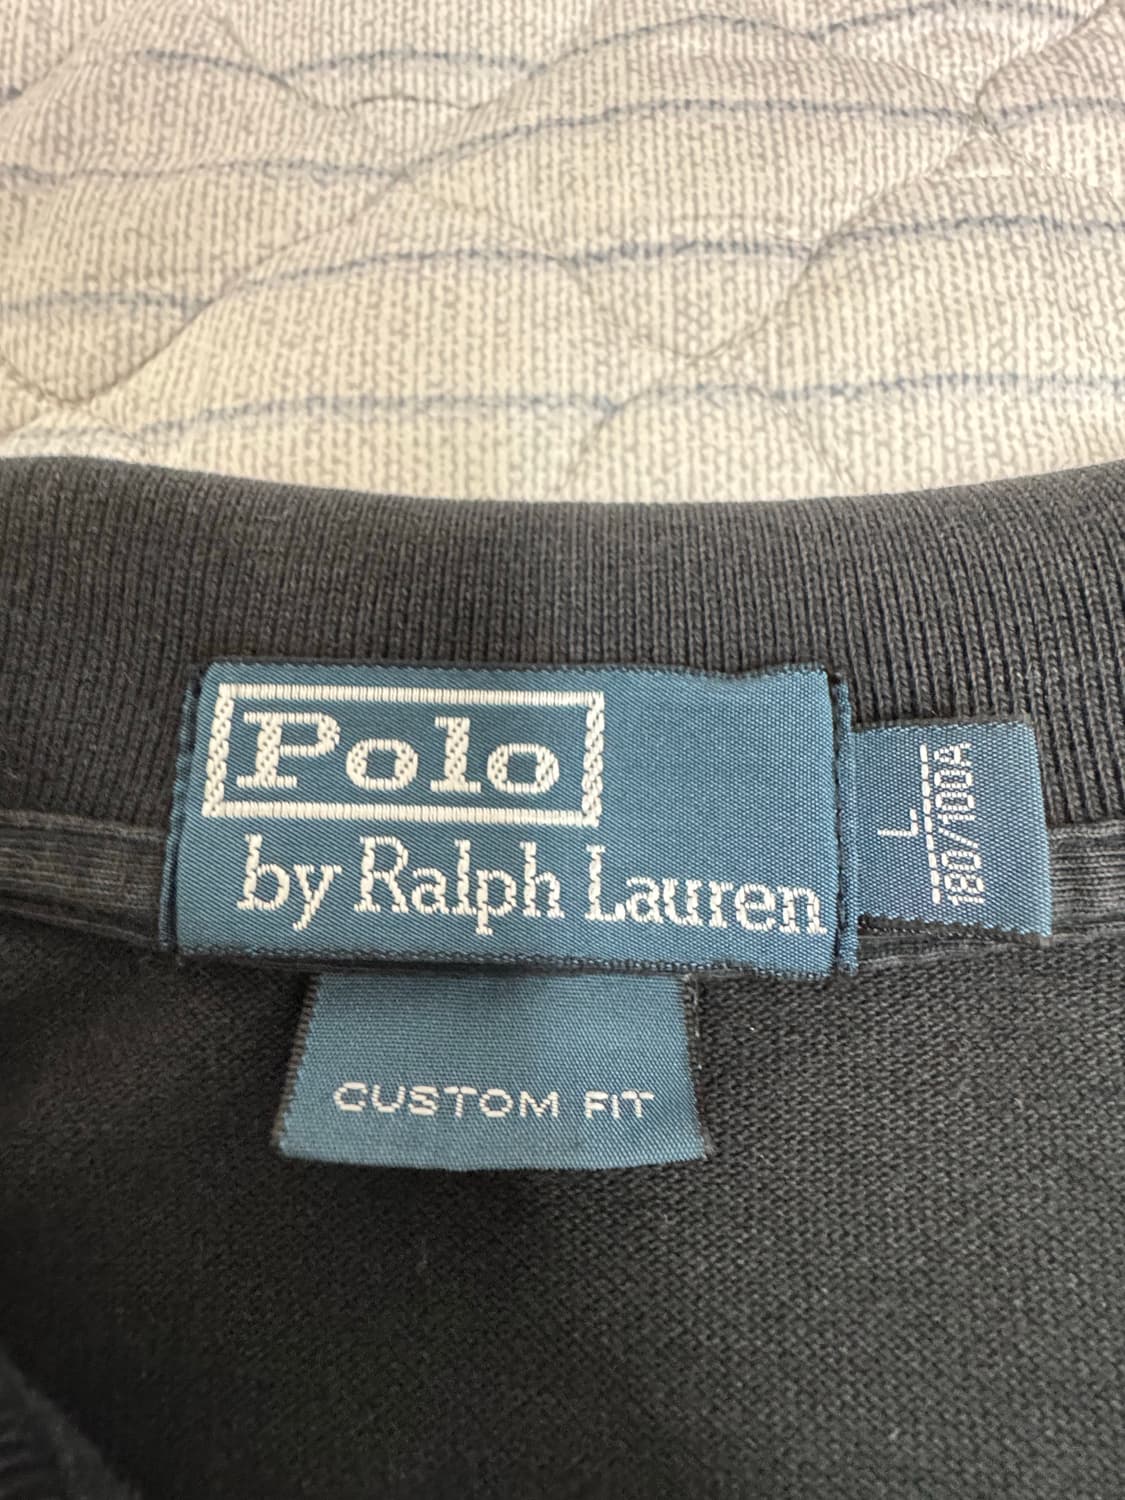 Polo
by Ralph Lauren
L
180/100A
CUSTOM FIT